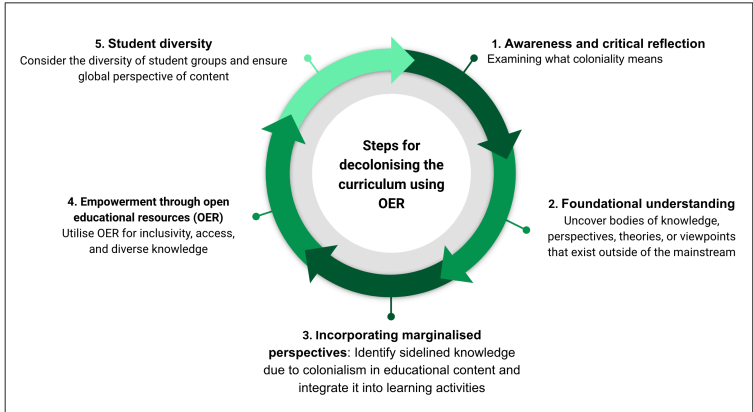 Steps for
decolonising the
curriculum using
OER
1. Awareness and critical reflection
Examining what coloniality means
2. Foundational understanding
Uncover bodies of knowledge,
perspectives, theories, or viewpoints
that exist outside of the mainstream
3. Incorporating marginalised
perspectives: Identify sidelined knowledge
due to colonialism in educational content and
integrate it into learning activities
4. Empowerment through open
educational resources (OER)
Utilise OER for inclusivity, access,
and diverse knowledge
5. Student diversity
Consider the diversity of student groups and ensure
global perspective of content